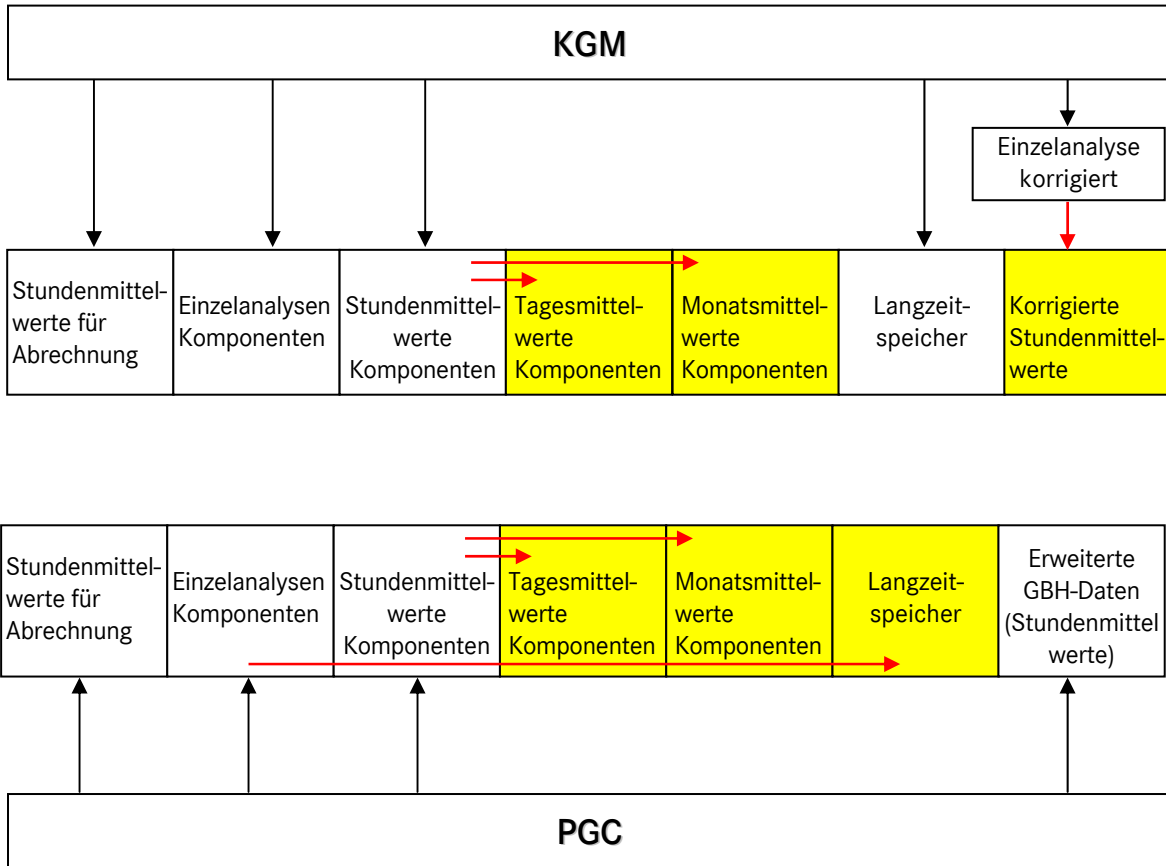 KGM
Einzelanalyse
korrigiert
Stundenmittel-
werte für
Abrechnung
Einzelanalysen
Komponenten
Stundenmittel-
werte
Komponenten
Tagesmittel-
werte
Komponenten
Monatsmittel-
werte
Komponenten
Langzeit-
speicher
Korrigierte
Stundenmittel-
werte
Stundenmittel-
werte für
Abrechnung
Einzelanalysen
Komponenten
Stundenmittel-
werte
Komponenten
Tagesmittel-
werte
Komponenten
Monatsmittel-
werte
Komponenten
Langzeit-
speicher
Erweiterte
GBH-Daten
(Stundenmittel
werte)
PGC